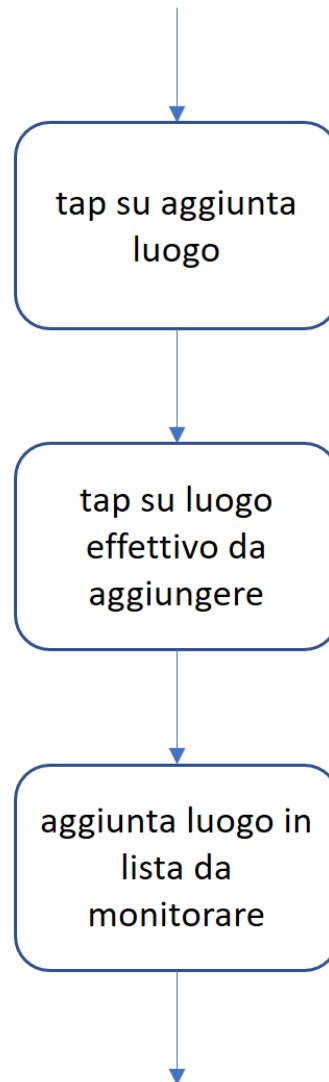 tap su aggiunta
luogo
tap su luogo
effettivo da
aggiungere
aggiunta luogo in
lista da
monitorare